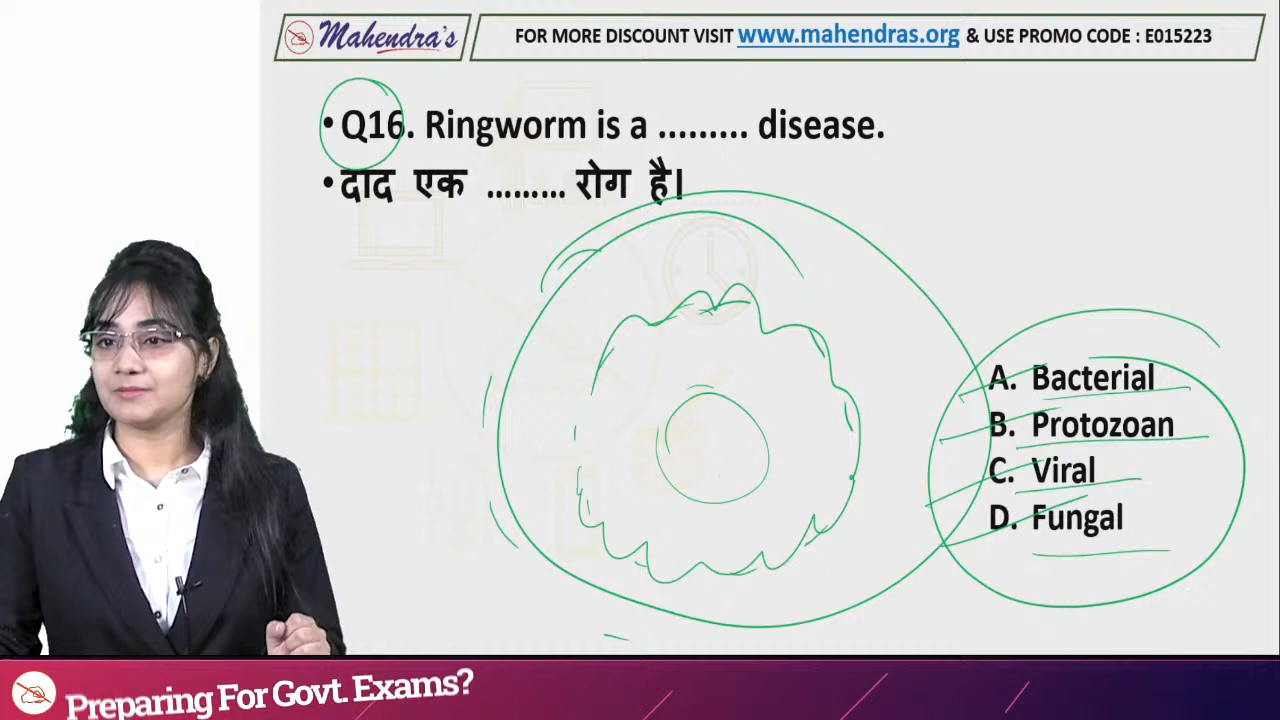 Mahendra's
FOR MORE DISCOUNT VISIT www.mahendras.org & USE PROMO CODE : E015223
• Q16. Ringworm is a ......... disease.
• दाद एक ......... रोग है।
A. Bacterial
B. Protozoan
C. Viral
D. Fungal
Preparing For Govt. Exams?